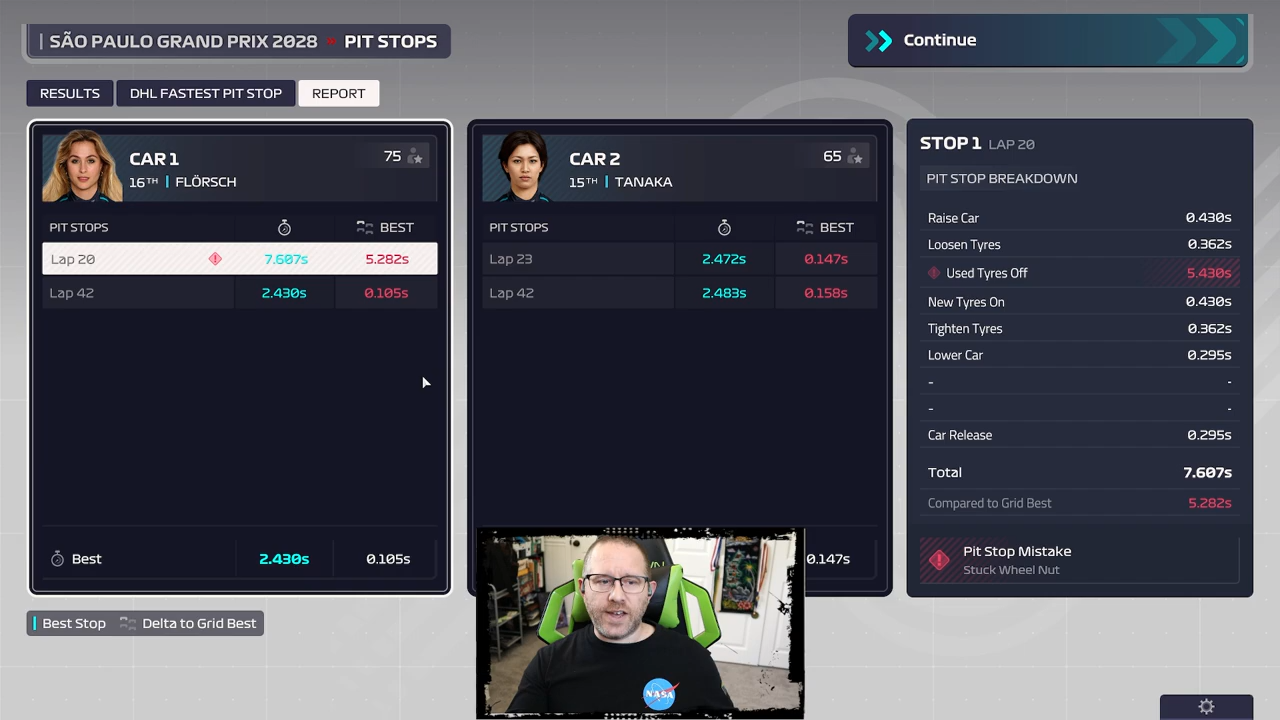 SÃO PAULO GRAND PRIX 2028 PIT STOPS
Continue
RESULTS DHL FASTEST PIT STOP REPORT
CAR 1
75
16TH FLÖRSCH
PIT STOPS BEST
Lap 20 7.607s 5.282s
Lap 42 2.430s 0.105s
Best 2.430s 0.105s
CAR 2
65
15TH TANAKA
PIT STOPS BEST
Lap 23 2.472s 0.147s
Lap 42 2.483s 0.158s
0.147s
STOP 1 LAP 20
PIT STOP BREAKDOWN
Raise Car 0.430s
Loosen Tyres 0.362s
Used Tyres Off 5.430s
New Tyres On 0.430s
Tighten Tyres 0.362s
Lower Car 0.295s
- -
- -
Car Release 0.295s
Total 7.607s
Compared to Grid Best 5.282s
Pit Stop Mistake
Stuck Wheel Nut
Best Stop Delta to Grid Best
NASA